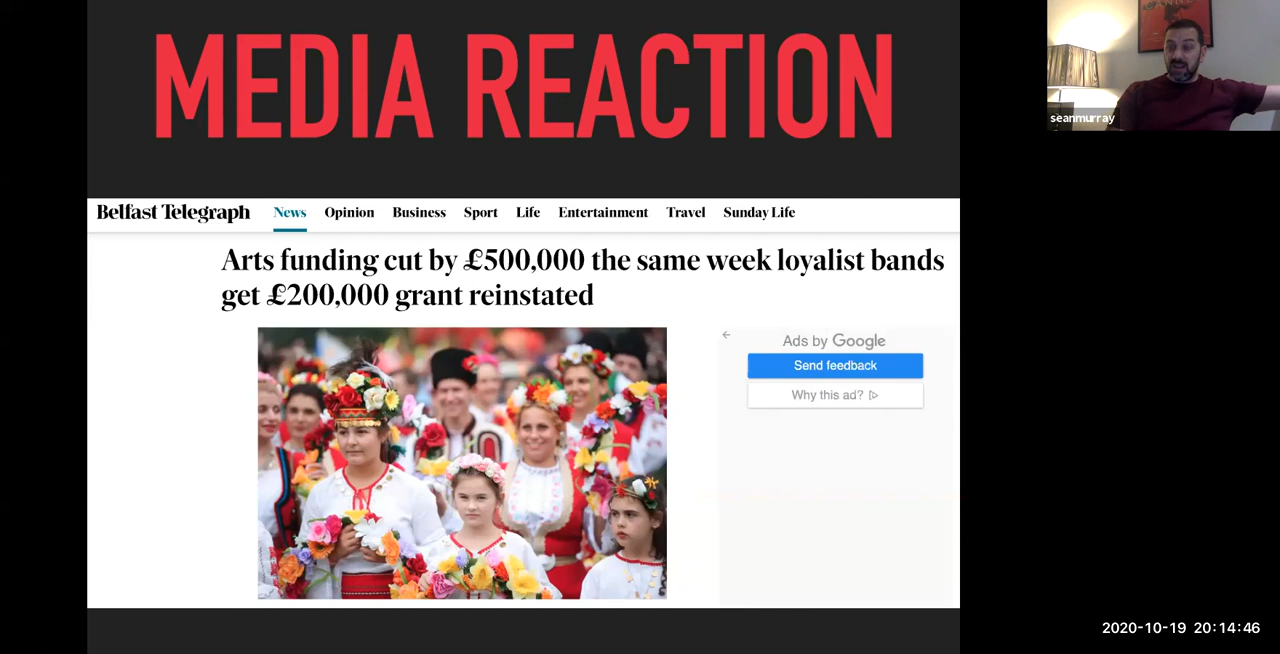 MEDIA REACTION
seanmurray
Belfast Telegraph News Opinion Business Sport Life Entertainment Travel Sunday Life
Arts funding cut by £500,000 the same week loyalist bands
get £200,000 grant reinstated
Ads by Google
Send feedback
Why this ad?
2020-10-19 20:14:46